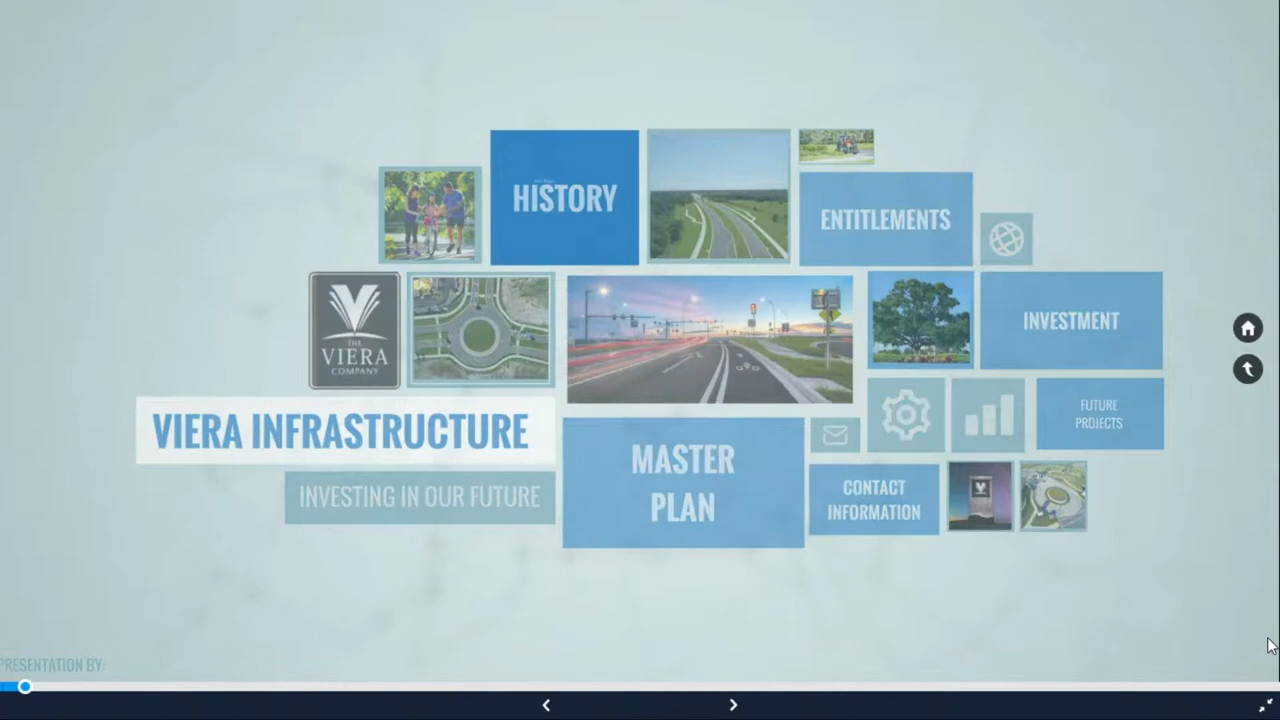 HISTORY
ENTITLEMENTS
THE
VIERA
COMPANY
INVESTMENT
VIERA INFRASTRUCTURE
FUTURE
PROJECTS
INVESTING IN OUR FUTURE
MASTER
PLAN
CONTACT
INFORMATION
PRESENTATION BY: